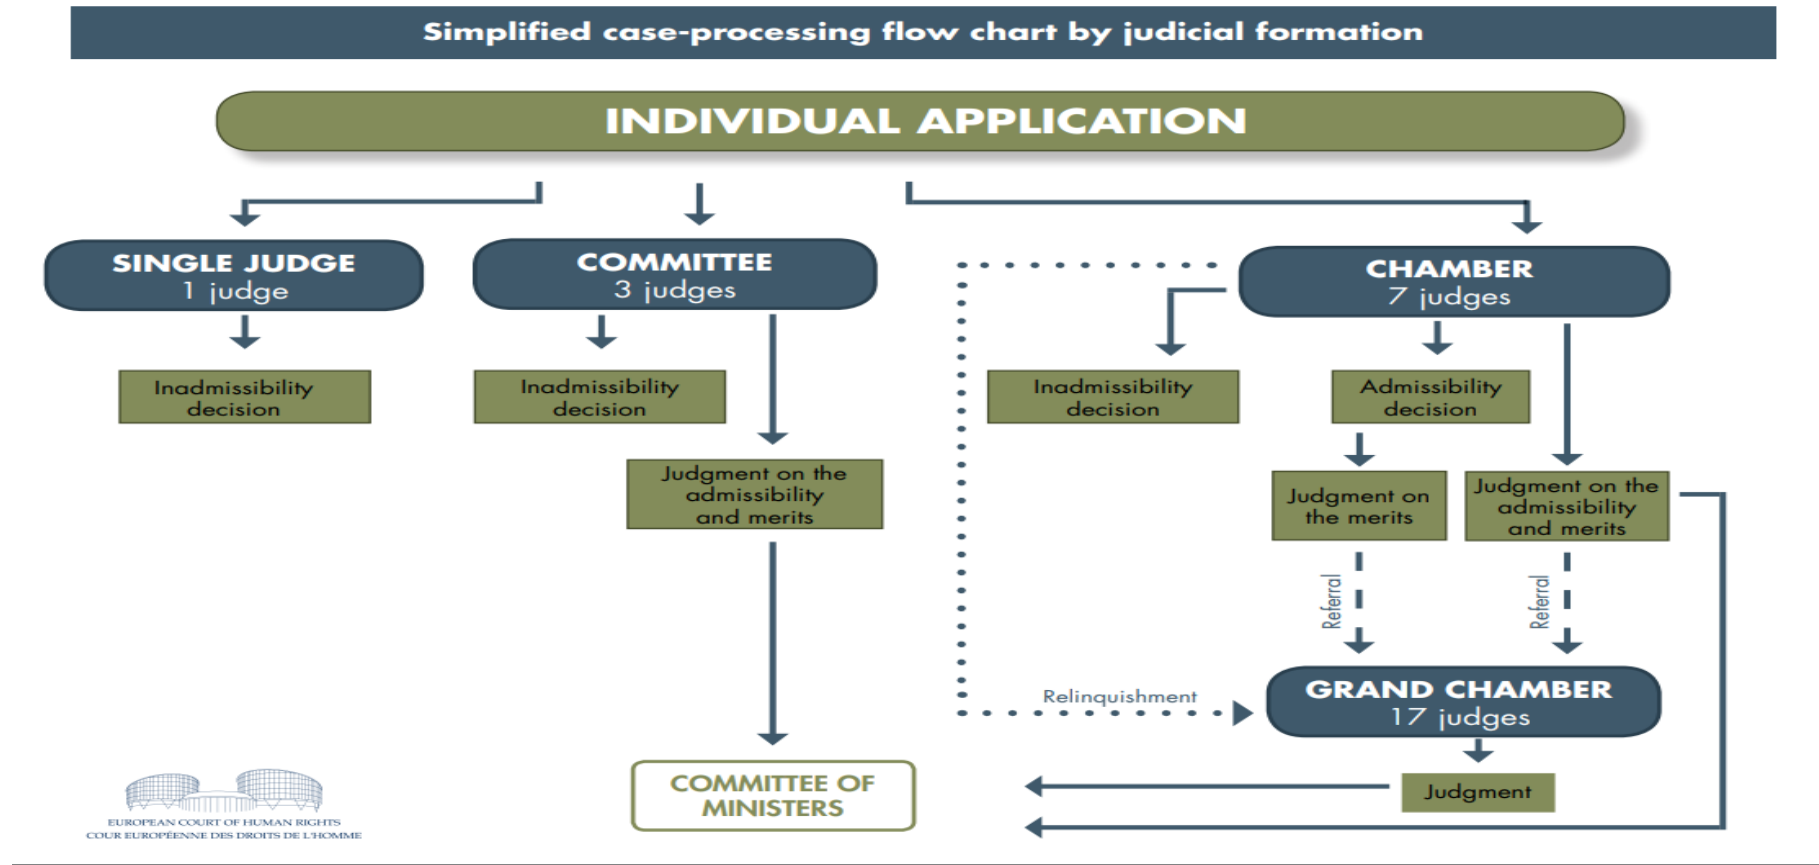 Simplified case-processing flow chart by judicial formation
INDIVIDUAL APPLICATION
SINGLE JUDGE
1 judge
COMMITTEE
3 judges
CHAMBER
7 judges
Inadmissibility
decision
Inadmissibility
decision
Inadmissibility
decision
Admissibility
decision
Judgment on the
admissibility
and merits
Judgment on
the merits
Judgment on the
admissibility
and merits
Referral
Referral
Relinquishment
GRAND CHAMBER
17 judges
COMMITTEE OF
MINISTERS
Judgment
EUROPEAN COURT OF HUMAN RIGHTS
COUR EUROPÉENNE DES DROITS DE L'HOMME